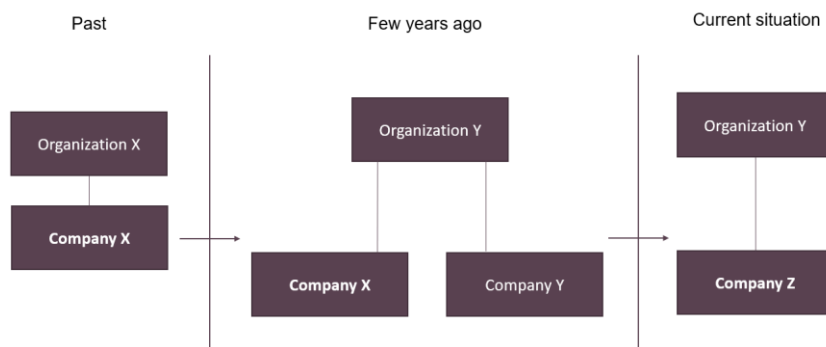 Past
Few years ago
Current situation
Organization X
Organization Y
Organization Y
Company X
Company X
Company Y
Company Z